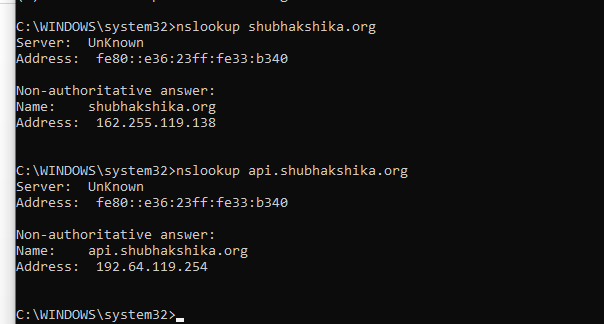 C:\WINDOWS\system32>nslookup shubhakshika.org
Server:  UnKnown
Address:  fe80::e36:23ff:fe33:b340

Non-authoritative answer:
Name:    shubhakshika.org
Address:  162.255.119.138

C:\WINDOWS\system32>nslookup api.shubhakshika.org
Server:  UnKnown
Address:  fe80::e36:23ff:fe33:b340

Non-authoritative answer:
Name:    api.shubhakshika.org
Address:  192.64.119.254

C:\WINDOWS\system32>